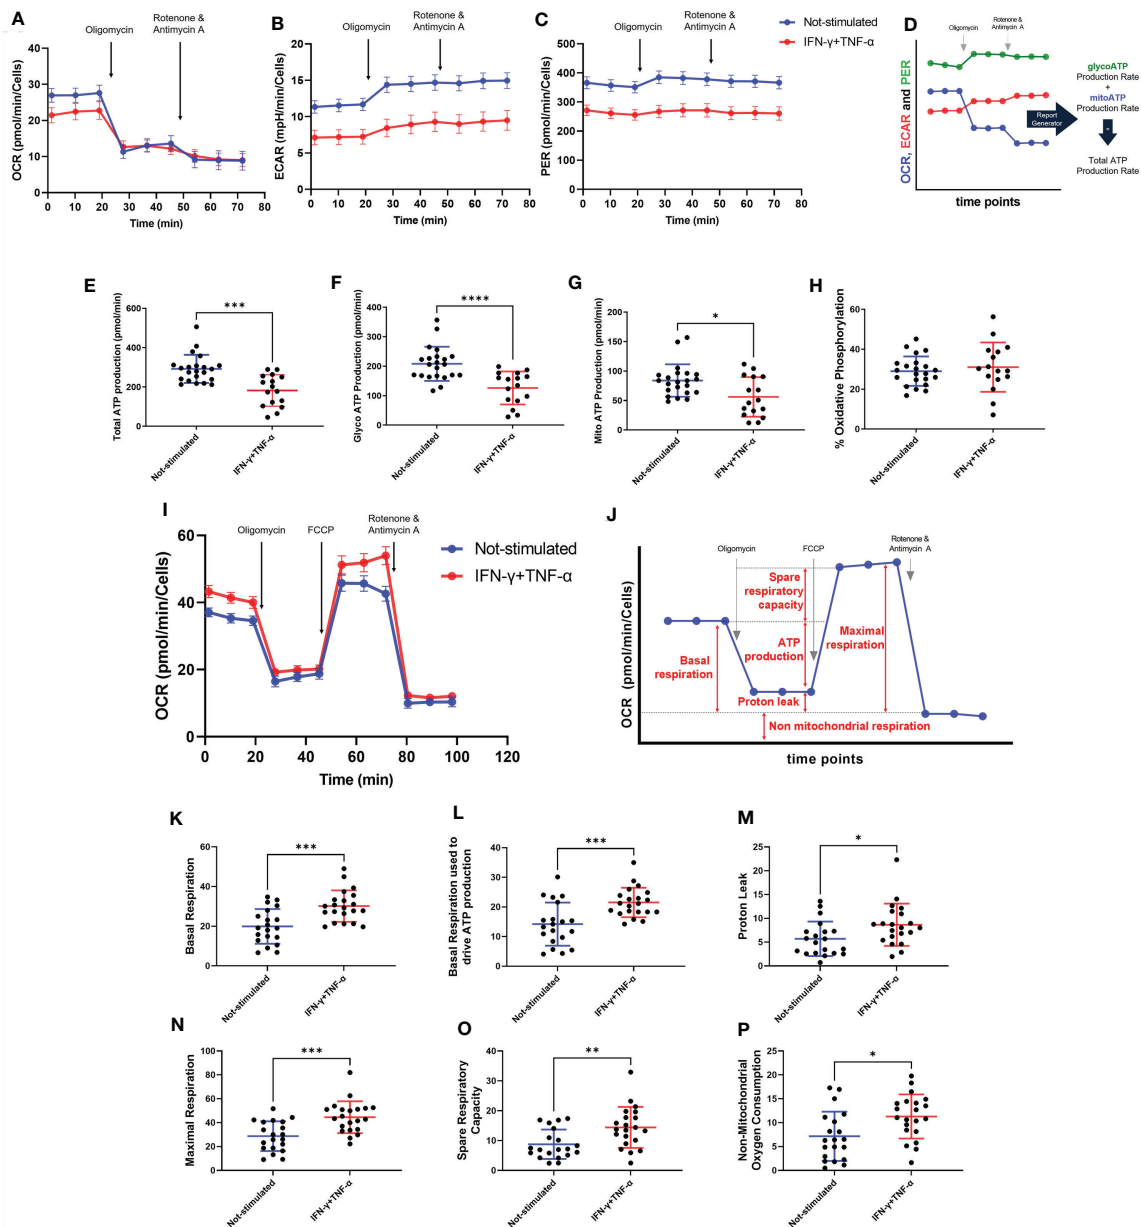 A
Oligomycin
Rotenone &
Antimycin A
OCR (pmol/min/Cells)
40
30
20
10
0
0 10 20 30 40 50 60 70 80
Time (min)
B
Oligomycin
Rotenone &
Antimycin A
ECAR (mpH/min/Cells)
20
15
10
5
0
0 10 20 30 40 50 60 70 80
Time (min)
C
Oligomycin
Rotenone &
Antimycin A
Not-stimulated
IFN-γ+TNF-α
PER (pmol/min/Cells)
500
400
300
200
100
0
0 10 20 30 40 50 60 70 80
Time (min)
D
Oligomycin
Rotenone &
Antimycin A
OCR, ECAR and PER
time points
Report
Generator
glycoATP
Production Rate
+
mitoATP
Production Rate
=
Total ATP
Production Rate
E
Total ATP production (pmol/min)
600
400
200
0
***
Not-stimulated
IFN-γ+TNF-α
F
Glyco ATP Production (pmol/min)
400
300
200
100
0
****
Not-stimulated
IFN-γ+TNF-α
G
Mito ATP Production (pmol/min)
200
150
100
50
0
*
Not-stimulated
IFN-γ+TNF-α
H
% Oxidative Phosphorylation
60
40
20
0
Not-stimulated
IFN-γ+TNF-α
I
Oligomycin
FCCP
Rotenone &
Antimycin A
Not-stimulated
IFN-γ+TNF-α
OCR (pmol/min/Cells)
60
40
20
0
0 20 40 60 80 100 120
Time (min)
J
Oligomycin
FCCP
Rotenone &
Antimycin A
OCR (pmol/min/Cells)
Spare
respiratory
capacity
Basal
respiration
ATP
production
Maximal
respiration
Proton leak
Non mitochondrial respiration
time points
K
Basal Respiration
60
40
20
0
***
Not-stimulated
IFN-γ+TNF-α
L
Basal Respiration used to
drive ATP production
40
30
20
10
0
***
Not-stimulated
IFN-γ+TNF-α
M
Proton Leak
25
20
15
10
5
0
*
Not-stimulated
IFN-γ+TNF-α
N
Maximal Respiration
100
80
60
40
20
0
***
Not-stimulated
IFN-γ+TNF-α
O
Spare Respiratory
Capacity
40
30
20
10
0
**
Not-stimulated
IFN-γ+TNF-α
P
Non-Mitochondrial
Oxygen Consumption
25
20
15
10
5
0
*
Not-stimulated
IFN-γ+TNF-α